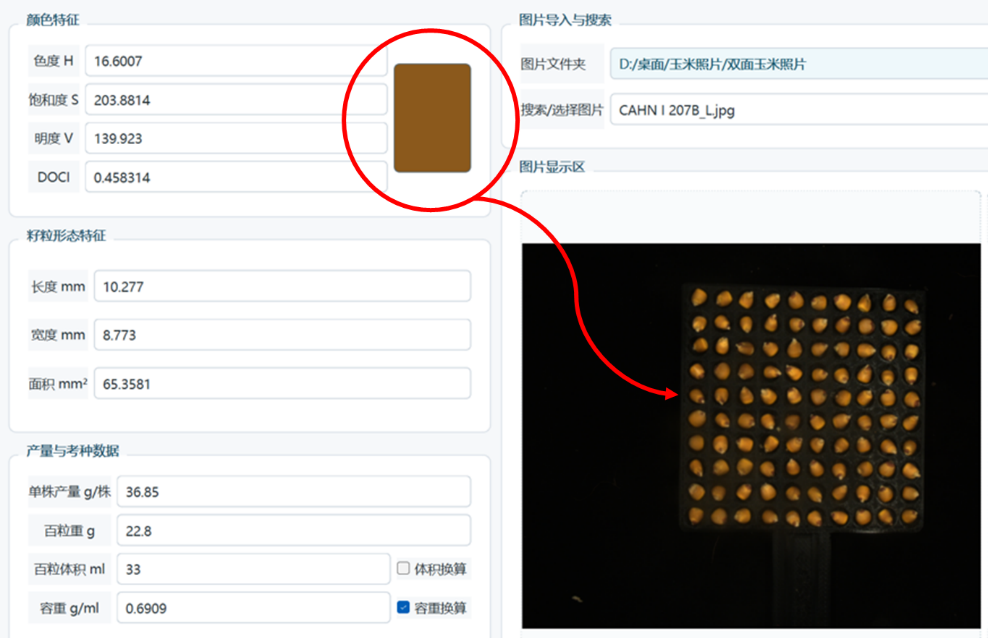 颜色特征
色度 H 16.6007
饱和度 S 203.8814
明度 V 139.923
DOCI 0.458314
籽粒形态特征
长度 mm 10.277
宽度 mm 8.773
面积 mm² 65.3581
产量与考种数据
单株产量 g/株 36.85
百粒重 g 22.8
百粒体积 ml 33 体积换算
容重 g/ml 0.6909 容重换算
图片导入与搜索
图片文件夹 D:/桌面/玉米照片/双面玉米照片
搜索/选择图片 CAHN I 207B_L.jpg
图片显示区